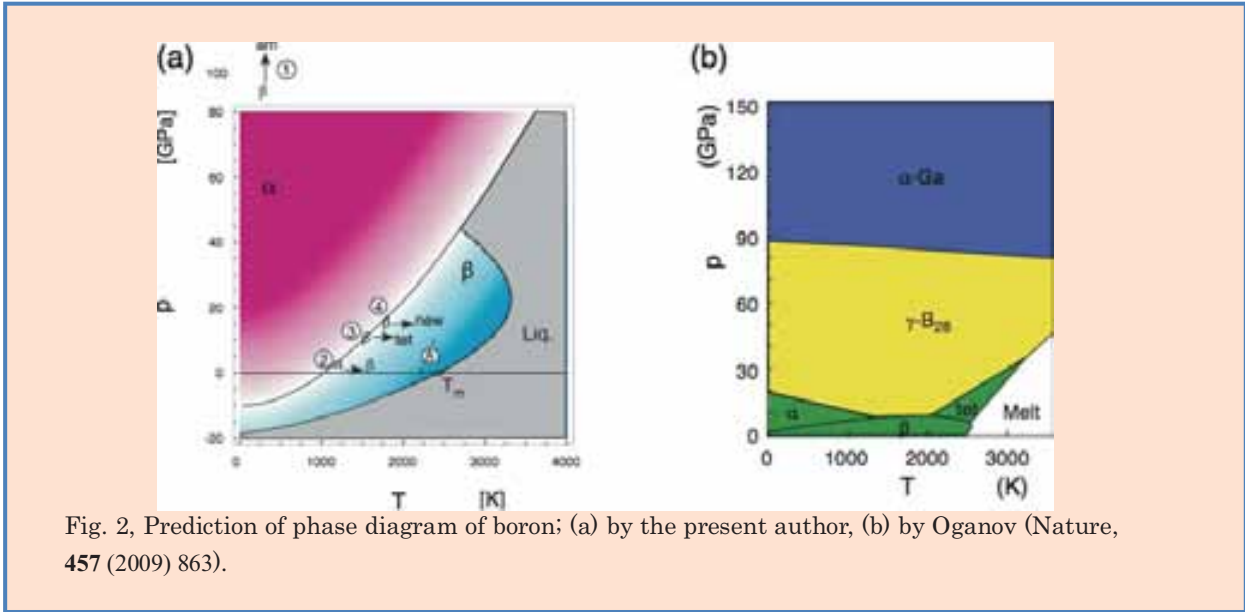 (a)
am
①
β
100
80
60
40
20
0
-20
[GPa]
p
α
β
④
③
②
β new
β tet
α β
5
Liq.
Tm
0 1000 2000 3000 4000
T [K]
(b)
150
120
90
60
30
0
(GPa)
p
α-Ga
γ-B28
α
tet
β
Melt
0 1000 2000 3000
T (K)
Fig. 2, Prediction of phase diagram of boron; (a) by the present author, (b) by Oganov (Nature,
457 (2009) 863).